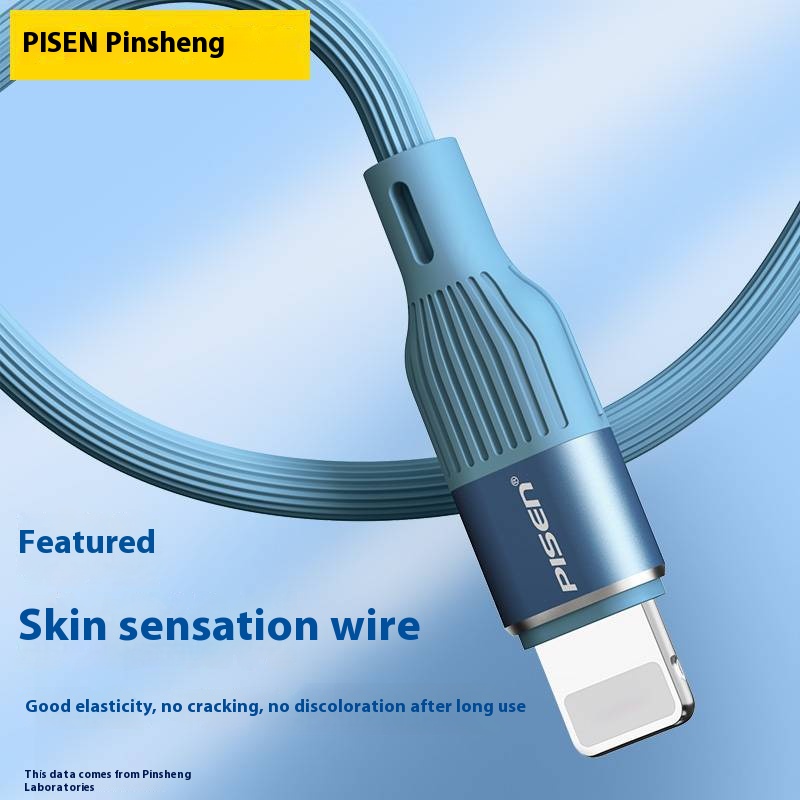 PISEN Pinsheng
PISEN®
Featured
Skin sensation wire
Good elasticity, no cracking, no discoloration after long use
This data comes from Pinsheng
Laboratories